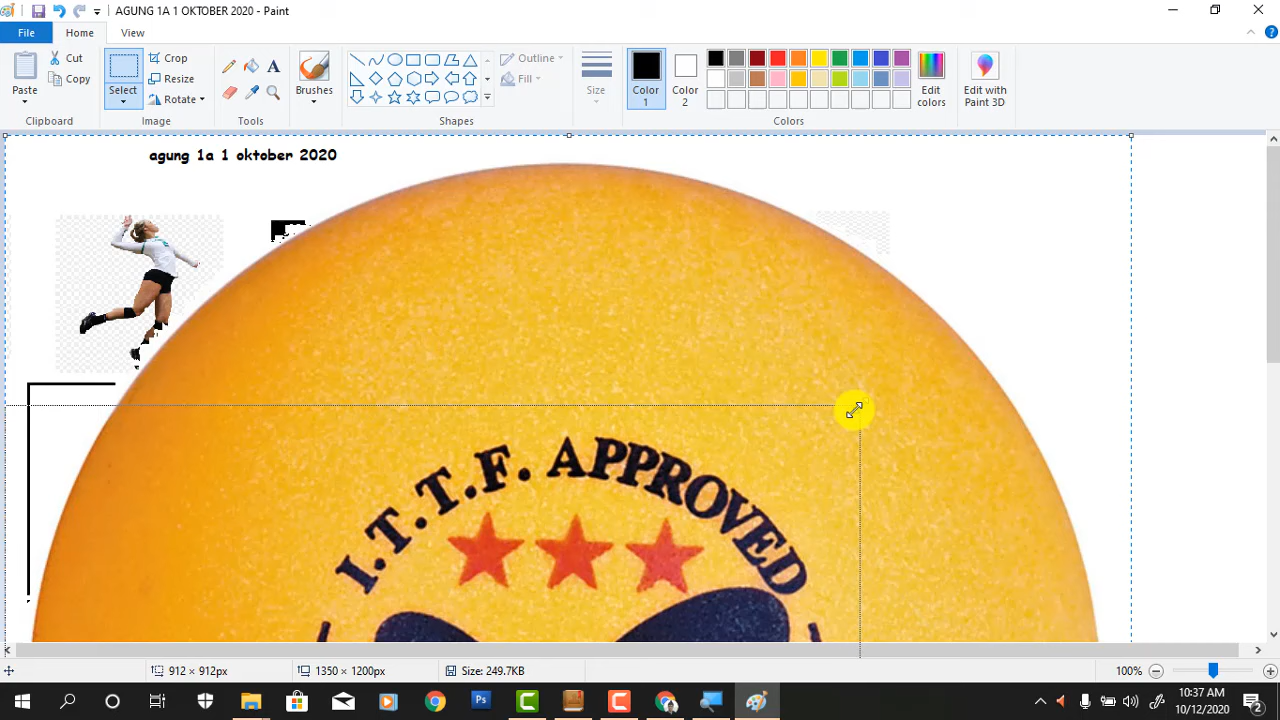 AGUNG 1A 1 OKTOBER 2020 - Paint
File Home View
Paste
Cut
Copy
Clipboard
Select
Crop
Resize
Rotate
Image
A
Tools
Brushes
Outline
Fill
Shapes
Size
Color
1
Color
2
Edit
colors
Colors
Edit with
Paint 3D
agung 1a 1 oktober 2020
I.T.T.F. APPROVED
912 × 912px
1350 × 1200px
Size: 249.7KB
100%
Ps
10:37 AM
10/12/2020
2